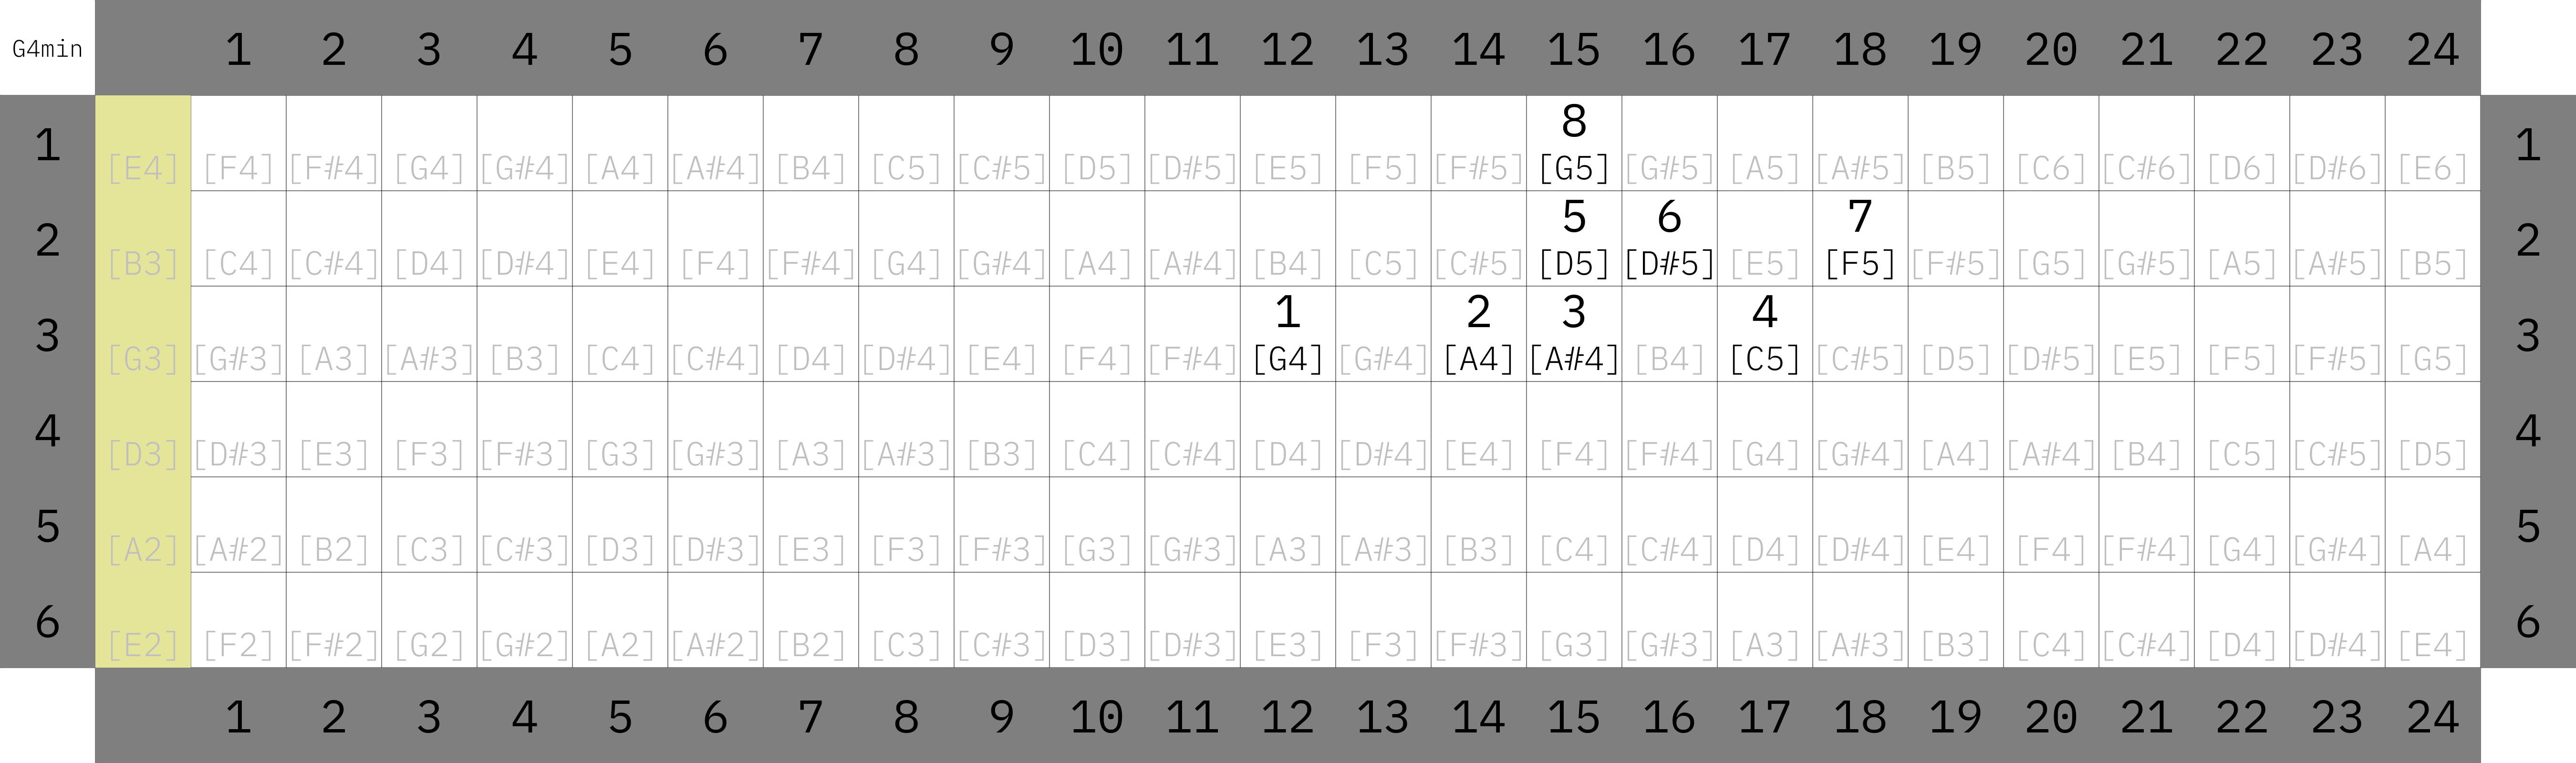 G4min 1 2 3 4 5 6 7 8 9 10 11 12 13 14 15 16 17 18 19 20 21 22 23 24
8
1 [E4] [F4] [F#4] [G4] [G#4] [A4] [A#4] [B4] [C5] [C#5] [D5] [D#5] [E5] [F5] [F#5] [G5] [G#5] [A5] [A#5] [B5] [C6] [C#6] [D6] [D#6] [E6] 1
5 6 7
2 [B3] [C4] [C#4] [D4] [D#4] [E4] [F4] [F#4] [G4] [G#4] [A4] [A#4] [B4] [C5] [C#5] [D5] [D#5] [E5] [F5] [F#5] [G5] [G#5] [A5] [A#5] [B5] 2
1 2 3 4
3 [G3] [G#3] [A3] [A#3] [B3] [C4] [C#4] [D4] [D#4] [E4] [F4] [F#4] [G4] [G#4] [A4] [A#4] [B4] [C5] [C#5] [D5] [D#5] [E5] [F5] [F#5] [G5] 3
4 [D3] [D#3] [E3] [F3] [F#3] [G3] [G#3] [A3] [A#3] [B3] [C4] [C#4] [D4] [D#4] [E4] [F4] [F#4] [G4] [G#4] [A4] [A#4] [B4] [C5] [C#5] [D5] 4
5 [A2] [A#2] [B2] [C3] [C#3] [D3] [D#3] [E3] [F3] [F#3] [G3] [G#3] [A3] [A#3] [B3] [C4] [C#4] [D4] [D#4] [E4] [F4] [F#4] [G4] [G#4] [A4] 5
6 [E2] [F2] [F#2] [G2] [G#2] [A2] [A#2] [B2] [C3] [C#3] [D3] [D#3] [E3] [F3] [F#3] [G3] [G#3] [A3] [A#3] [B3] [C4] [C#4] [D4] [D#4] [E4] 6
1 2 3 4 5 6 7 8 9 10 11 12 13 14 15 16 17 18 19 20 21 22 23 24